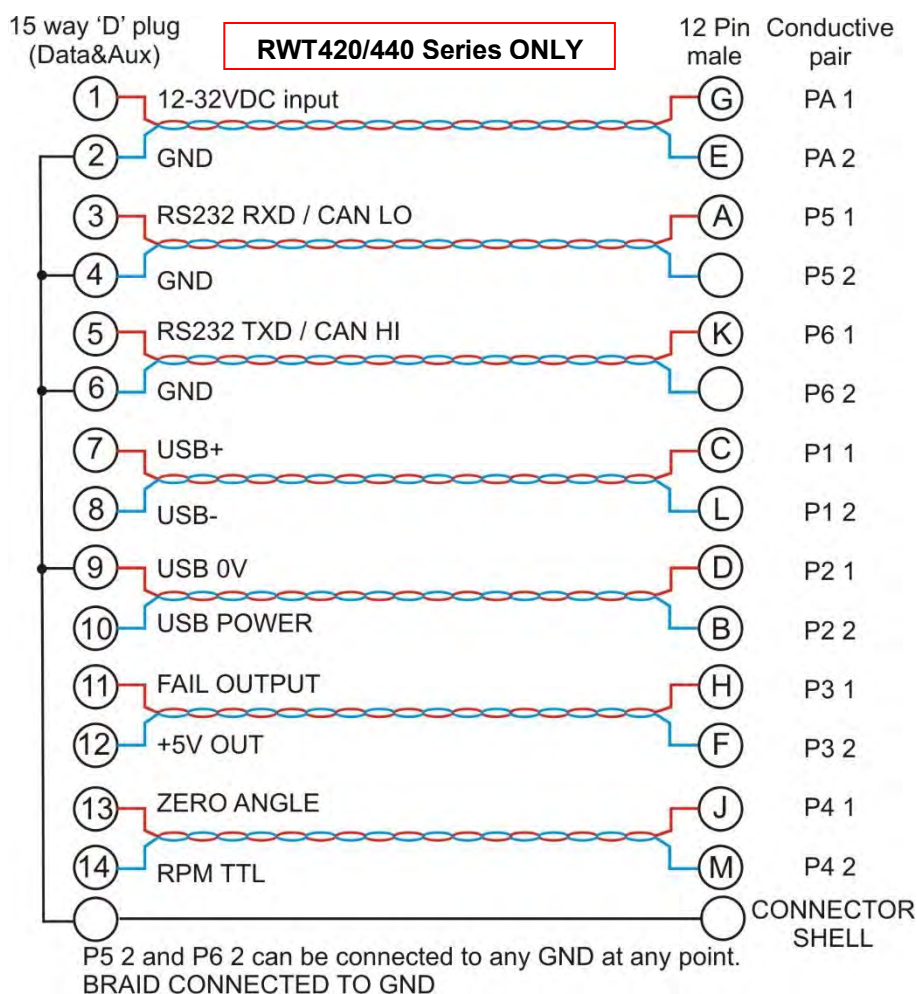 15 way ‘D’ plug
(Data&Aux)
RWT420/440 Series ONLY
12 Pin
male
Conductive
pair
1 12-32VDC input G PA 1
2 GND E PA 2
3 RS232 RXD / CAN LO A P5 1
4 GND P5 2
5 RS232 TXD / CAN HI K P6 1
6 GND P6 2
7 USB+ C P1 1
8 USB- L P1 2
9 USB 0V D P2 1
10 USB POWER B P2 2
11 FAIL OUTPUT H P3 1
12 +5V OUT F P3 2
13 ZERO ANGLE J P4 1
14 RPM TTL M P4 2
CONNECTOR
SHELL
P5 2 and P6 2 can be connected to any GND at any point.
BRAID CONNECTED TO GND